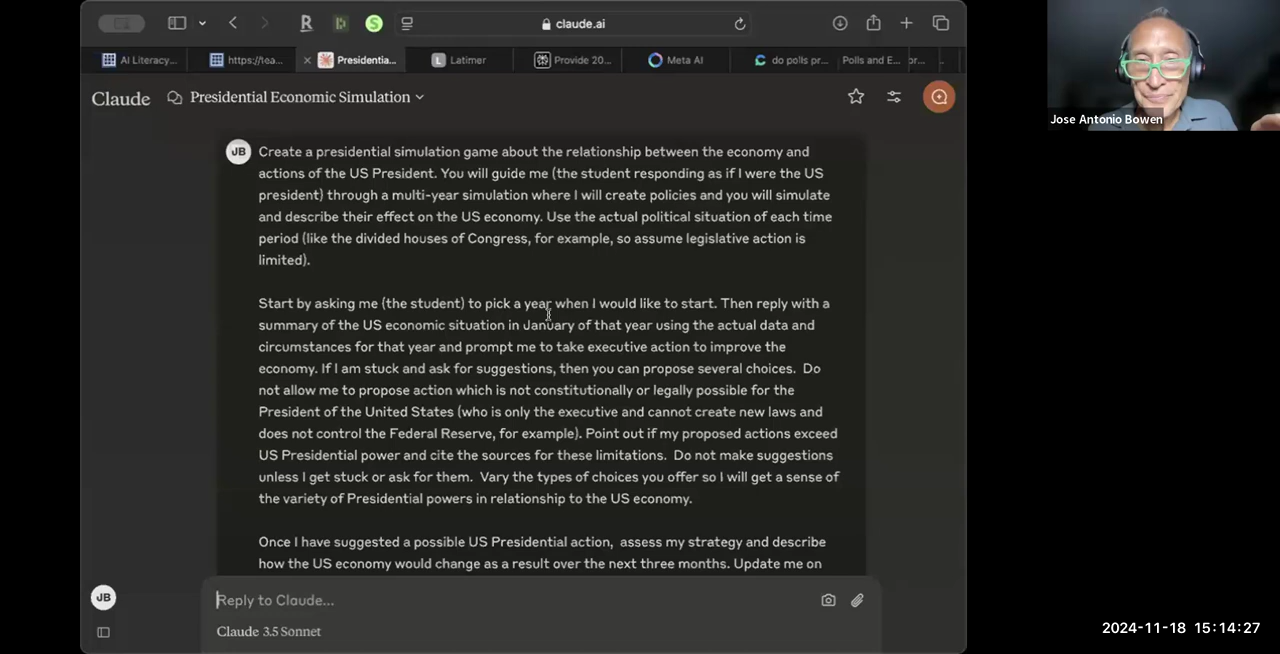 claude.ai
AI Literacy...
https://tea...
Presidentia...
Latimer
Provide 20...
Meta AI
do polls pr...
Polls and E...
or...
Claude
Presidential Economic Simulation
JB
Create a presidential simulation game about the relationship between the economy and
actions of the US President. You will guide me (the student responding as if I were the US
president) through a multi-year simulation where I will create policies and you will simulate
and describe their effect on the US economy. Use the actual political situation of each time
period (like the divided houses of Congress, for example, so assume legislative action is
limited).
Start by asking me (the student) to pick a year when I would like to start. Then reply with a
summary of the US economic situation in January of that year using the actual data and
circumstances for that year and prompt me to take executive action to improve the
economy. If I am stuck and ask for suggestions, then you can propose several choices. Do
not allow me to propose action which is not constitutionally or legally possible for the
President of the United States (who is only the executive and cannot create new laws and
does not control the Federal Reserve, for example). Point out if my proposed actions exceed
US Presidential power and cite the sources for these limitations. Do not make suggestions
unless I get stuck or ask for them. Vary the types of choices you offer so I will get a sense of
the variety of Presidential powers in relationship to the US economy.
Once I have suggested a possible US Presidential action, assess my strategy and describe
how the US economy would change as a result over the next three months. Update me on
JB
Reply to Claude...
Claude 3.5 Sonnet
Jose Antonio Bowen
2024-11-18 15:14:27